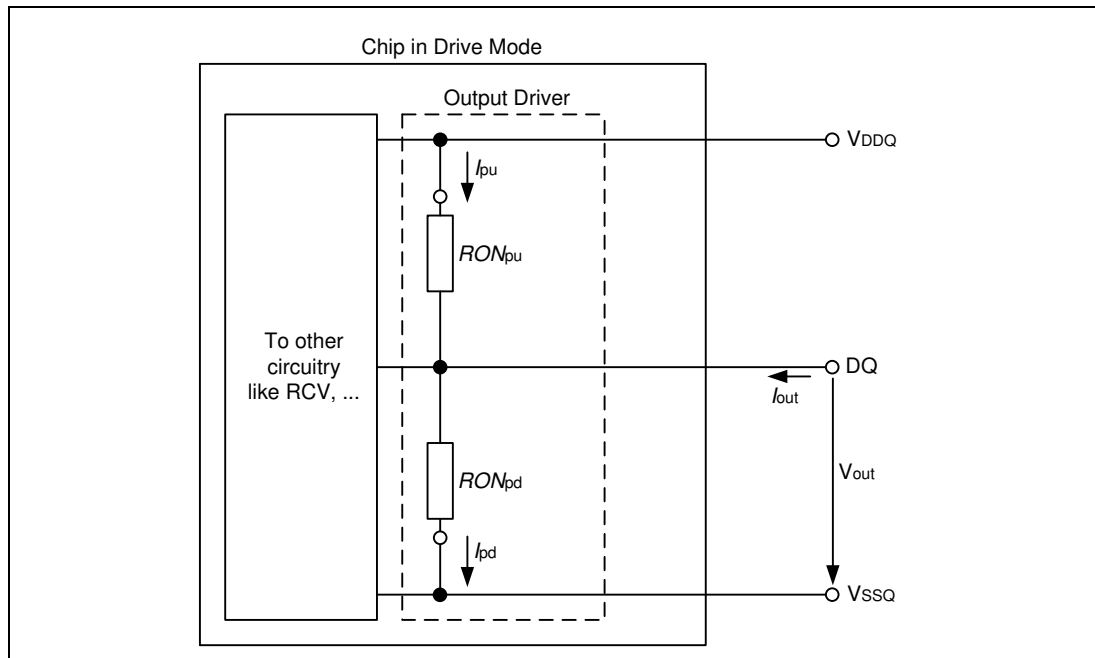 Chip in Drive Mode
Output Driver
VDDQ
Ipu
RONpu
To other
circuitry
like RCV, ...
DQ
Iout
RONpd
Vout
Ipd
VSSQ